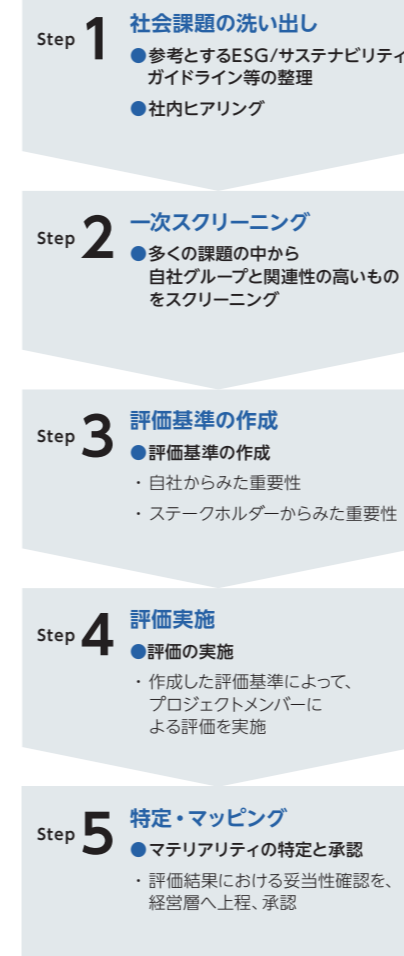 Step 1 社会課題の洗い出し
●参考とするESG/サステナビリティ
ガイドライン等の整理
●社内ヒアリング
Step 2 一次スクリーニング
●多くの課題の中から
自社グループと関連性の高いもの
をスクリーニング
Step 3 評価基準の作成
●評価基準の作成
・自社からみた重要性
・ステークホルダーからみた重要性
Step 4 評価実施
●評価の実施
・作成した評価基準によって、
プロジェクトメンバーに
よる評価を実施
Step 5 特定・マッピング
●マテリアリティの特定と承認
・評価結果における妥当性確認を、
経営層へ上程、承認